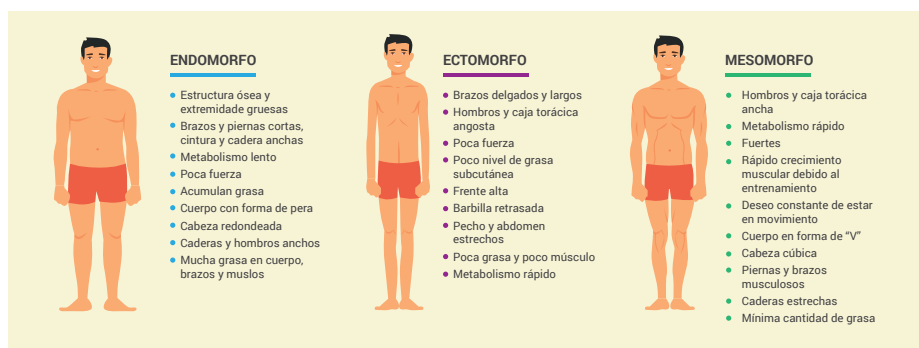 ENDOMORFO
Estructura ósea y
extremidade gruesas
Brazos y piernas cortas,
cintura y cadera anchas
Metabolismo lento
Poca fuerza
Acumulan grasa
Cuerpo con forma de pera
Cabeza redondeada
Caderas y hombros anchos
Mucha grasa en cuerpo,
brazos y muslos
ECTOMORFO
Brazos delgados y largos
Hombros y caja torácica
angosta
Poca fuerza
Poco nivel de grasa
subcutánea
Frente alta
Barbilla retrasada
Pecho y abdomen
estrechos
Poca grasa y poco músculo
Metabolismo rápido
MESOMORFO
Hombros y caja torácica
ancha
Metabolismo rápido
Fuertes
Rápido crecimiento
muscular debido al
entrenamiento
Deseo constante de estar
en movimiento
Cuerpo en forma de “V”
Cabeza cúbica
Piernas y brazos
musculosos
Caderas estrechas
Mínima cantidad de grasa